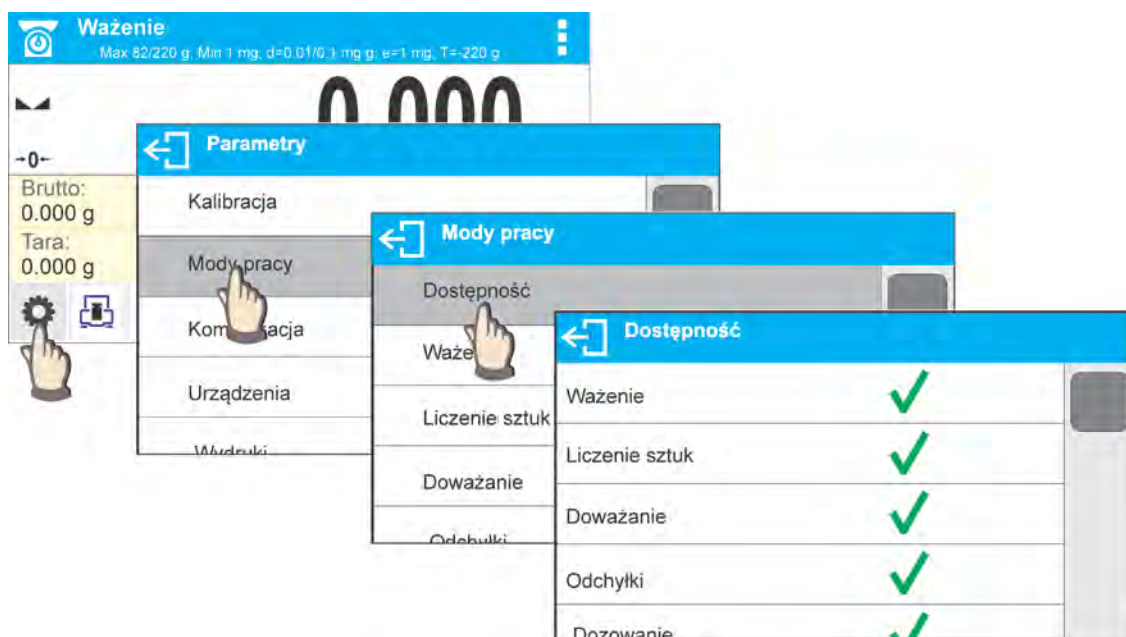 Ważenie
Max 82/220 g; Min 1 mg; d=0.01/0.1 mg g; e=1 mg; T=-220 g
0.000
→0←
Brutto:
0.000 g
Tara:
0.000 g
Parametry
Kalibracja
Mody pracy
Urządzenia
Wydruki
Mody pracy
Dostępność
Liczenie sztuk
Doważanie
Odchyłki
Dostępność
Ważenie
Liczenie sztuk
Doważanie
Odchyłki
Dozowanie